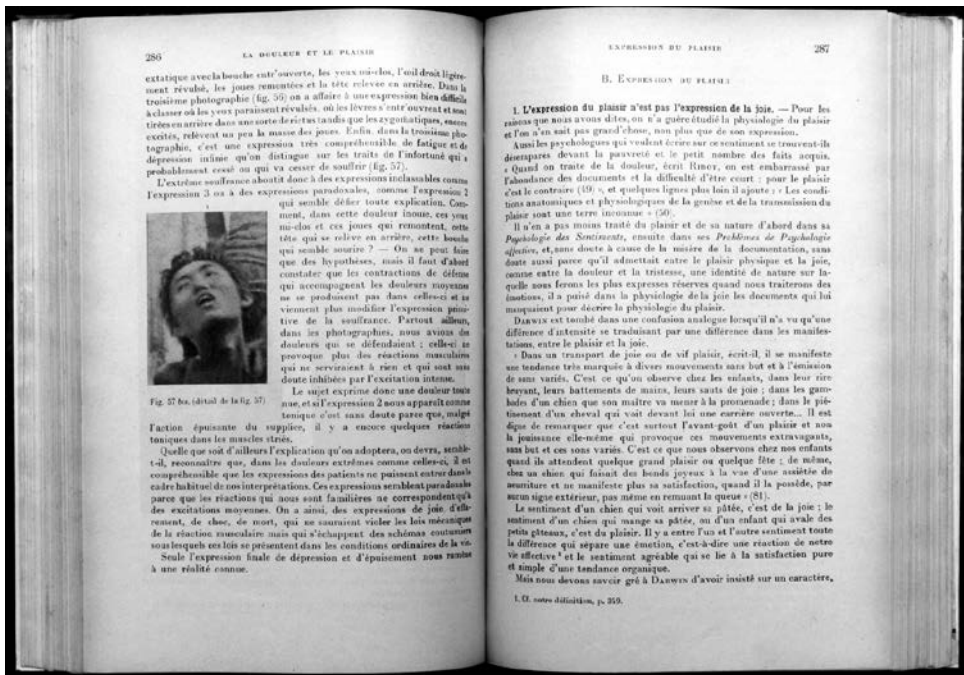 286
LA DOULEUR ET LE PLAISIR
extatique avec la bouche entr'ouverte, les yeux mi-clos, l'œil droit légère-
ment révulsé, les joues remontées et la tête relevée en arrière. Dans la
troisième photographie (fig. 56) on a affaire à une expression bien difficile
à classer où les yeux paraissent révulsés, où les lèvres s'entr'ouvrent et sont
tirées en arrière dans une sorte de rictus tandis que les zygomatiques, encore
excités, relèvent un peu la masse des joues. Enfin, dans la troisième pho-
tographie, c'est une expression très compréhensible de fatigue et de
dépression infinie qu'on distingue sur les traits de l'infortuné qui a
probablement cessé ou qui va cesser de souffrir (fig. 57).
L'extrême souffrance aboutit donc à des expressions inclassables comme
l'expression 3 ou à des expressions paradoxales, comme l'expression 2
qui semble défier toute explication. Com-
ment, dans cette douleur inouïe, ces yeux
mi-clos et ces joues qui remontent, cette
tête qui se relève en arrière, cette bouche
qui semble sourire ? — On ne peut faire
que des hypothèses, mais il faut d'abord
constater que les contractions de défense
qui accompagnent les douleurs moyennes
ne se produisent pas dans celles-ci et ne
viennent plus modifier l'expression primi-
tive de la souffrance. Partout ailleurs,
dans les photographies, nous avions des
douleurs qui se défendaient ; celle-ci ne
provoque plus des réactions musculaires
qui ne serviraient à rien et qui sont sans
doute inhibées par l'excitation intense.
Le sujet exprime donc une douleur toute
nue, et si l'expression 2 nous apparaît comme
tonique c'est sans doute parce que, malgré
Fig. 57 bis. (détail de la fig. 57)
l'action épuisante du supplice, il y a encore quelques réactions
toniques dans les muscles striés.
Quelle que soit d'ailleurs l'explication qu'on adoptera, on devra, semble-
t-il, reconnaître que, dans les douleurs extrêmes comme celles-ci, il est
compréhensible que les expressions des patients ne puissent entrer dans le
cadre habituel de nos interprétations. Ces expressions semblent paradoxales
parce que les réactions qui nous sont familières ne correspondent qu'à
des excitations moyennes. On a ainsi, des expressions de joie, d'effa-
rement, de choc, de mort, qui ne sauraient violer les lois mécaniques
de la réaction musculaire mais qui s'échappent des schémas coutumiers
sous lesquels ces lois se présentent dans les conditions ordinaires de la vie.
Seule l'expression finale de dépression et d'épuisement nous ramène
à une réalité connue.
EXPRESSION DU PLAISIR
287
B. EXPRESSION DU PLAISIR
1. L'expression du plaisir n'est pas l'expression de la joie. — Pour les
raisons que nous avons dites, on n'a guère étudié la physiologie du plaisir
et l'on n'en sait pas grand'chose, non plus que de son expression.
Aussi les psychologues qui veulent écrire sur ce sentiment se trouvent-ils
désemparés devant la pauvreté et le petit nombre des faits acquis.
« Quand on traite de la douleur, écrit RIBOT, on est embarrassé par
l'abondance des documents et la difficulté d'être court ; pour le plaisir
c'est le contraire (49) », et quelques lignes plus loin il ajoute : « Les condi-
tions anatomiques et physiologiques de la genèse et de la transmission du
plaisir sont une terre inconnue » (50).
Il n'en a pas moins traité du plaisir et de sa nature d'abord dans sa
Psychologie des Sentiments, ensuite dans ses Problèmes de Psychologie
affective, et, sans doute à cause de la misère de la documentation, sans
doute aussi parce qu'il admettait entre le plaisir physique et la joie,
comme entre la douleur et la tristesse, une identité de nature sur la-
quelle nous ferons les plus expresses réserves quand nous traiterons des
émotions, il a puisé dans la physiologie de la joie les documents qui lui
manquaient pour décrire la physiologie du plaisir.
DARWIN est tombé dans une confusion analogue lorsqu'il n'a vu qu'une
différence d'intensité se traduisant par une différence dans les manifes-
tations, entre le plaisir et la joie.
« Dans un transport de joie ou de vif plaisir, écrit-il, il se manifeste
une tendance très marquée à divers mouvements sans but et à l'émission
de sons variés. C'est ce qu'on observe chez les enfants, dans leur rire
bruyant, leurs battements de mains, leurs sauts de joie ; dans les gam-
bades d'un chien que son maître va mener à la promenade ; dans le pié-
tinement d'un cheval qui voit devant lui une carrière ouverte... Il est
digne de remarquer que c'est surtout l'avant-goût d'un plaisir et non
la jouissance elle-même qui provoque ces mouvements extravagants,
sans but et ces sons variés. C'est ce que nous observons chez nos enfants
quand ils attendent quelque grand plaisir ou quelque fête ; de même,
chez un chien qui faisait des bonds joyeux à la vue d'une assiétée de
nourriture et ne manifeste plus sa satisfaction, quand il la possède, par
aucun signe extérieur, pas même en remuant la queue » (81).
Le sentiment d'un chien qui voit arriver sa pâtée, c'est de la joie ; le
sentiment d'un chien qui mange sa pâtée, ou d'un enfant qui avale des
petits gâteaux, c'est du plaisir. Il y a entre l'un et l'autre sentiment toute
la différence qui sépare une émotion, c'est-à-dire une réaction de notre
vie affective¹ et le sentiment agréable qui se lie à la satisfaction pure
et simple d'une tendance organique.
Mais nous devons savoir gré à DARWIN d'avoir insisté sur un caractère,
1. Cf. notre définition, p. 349.